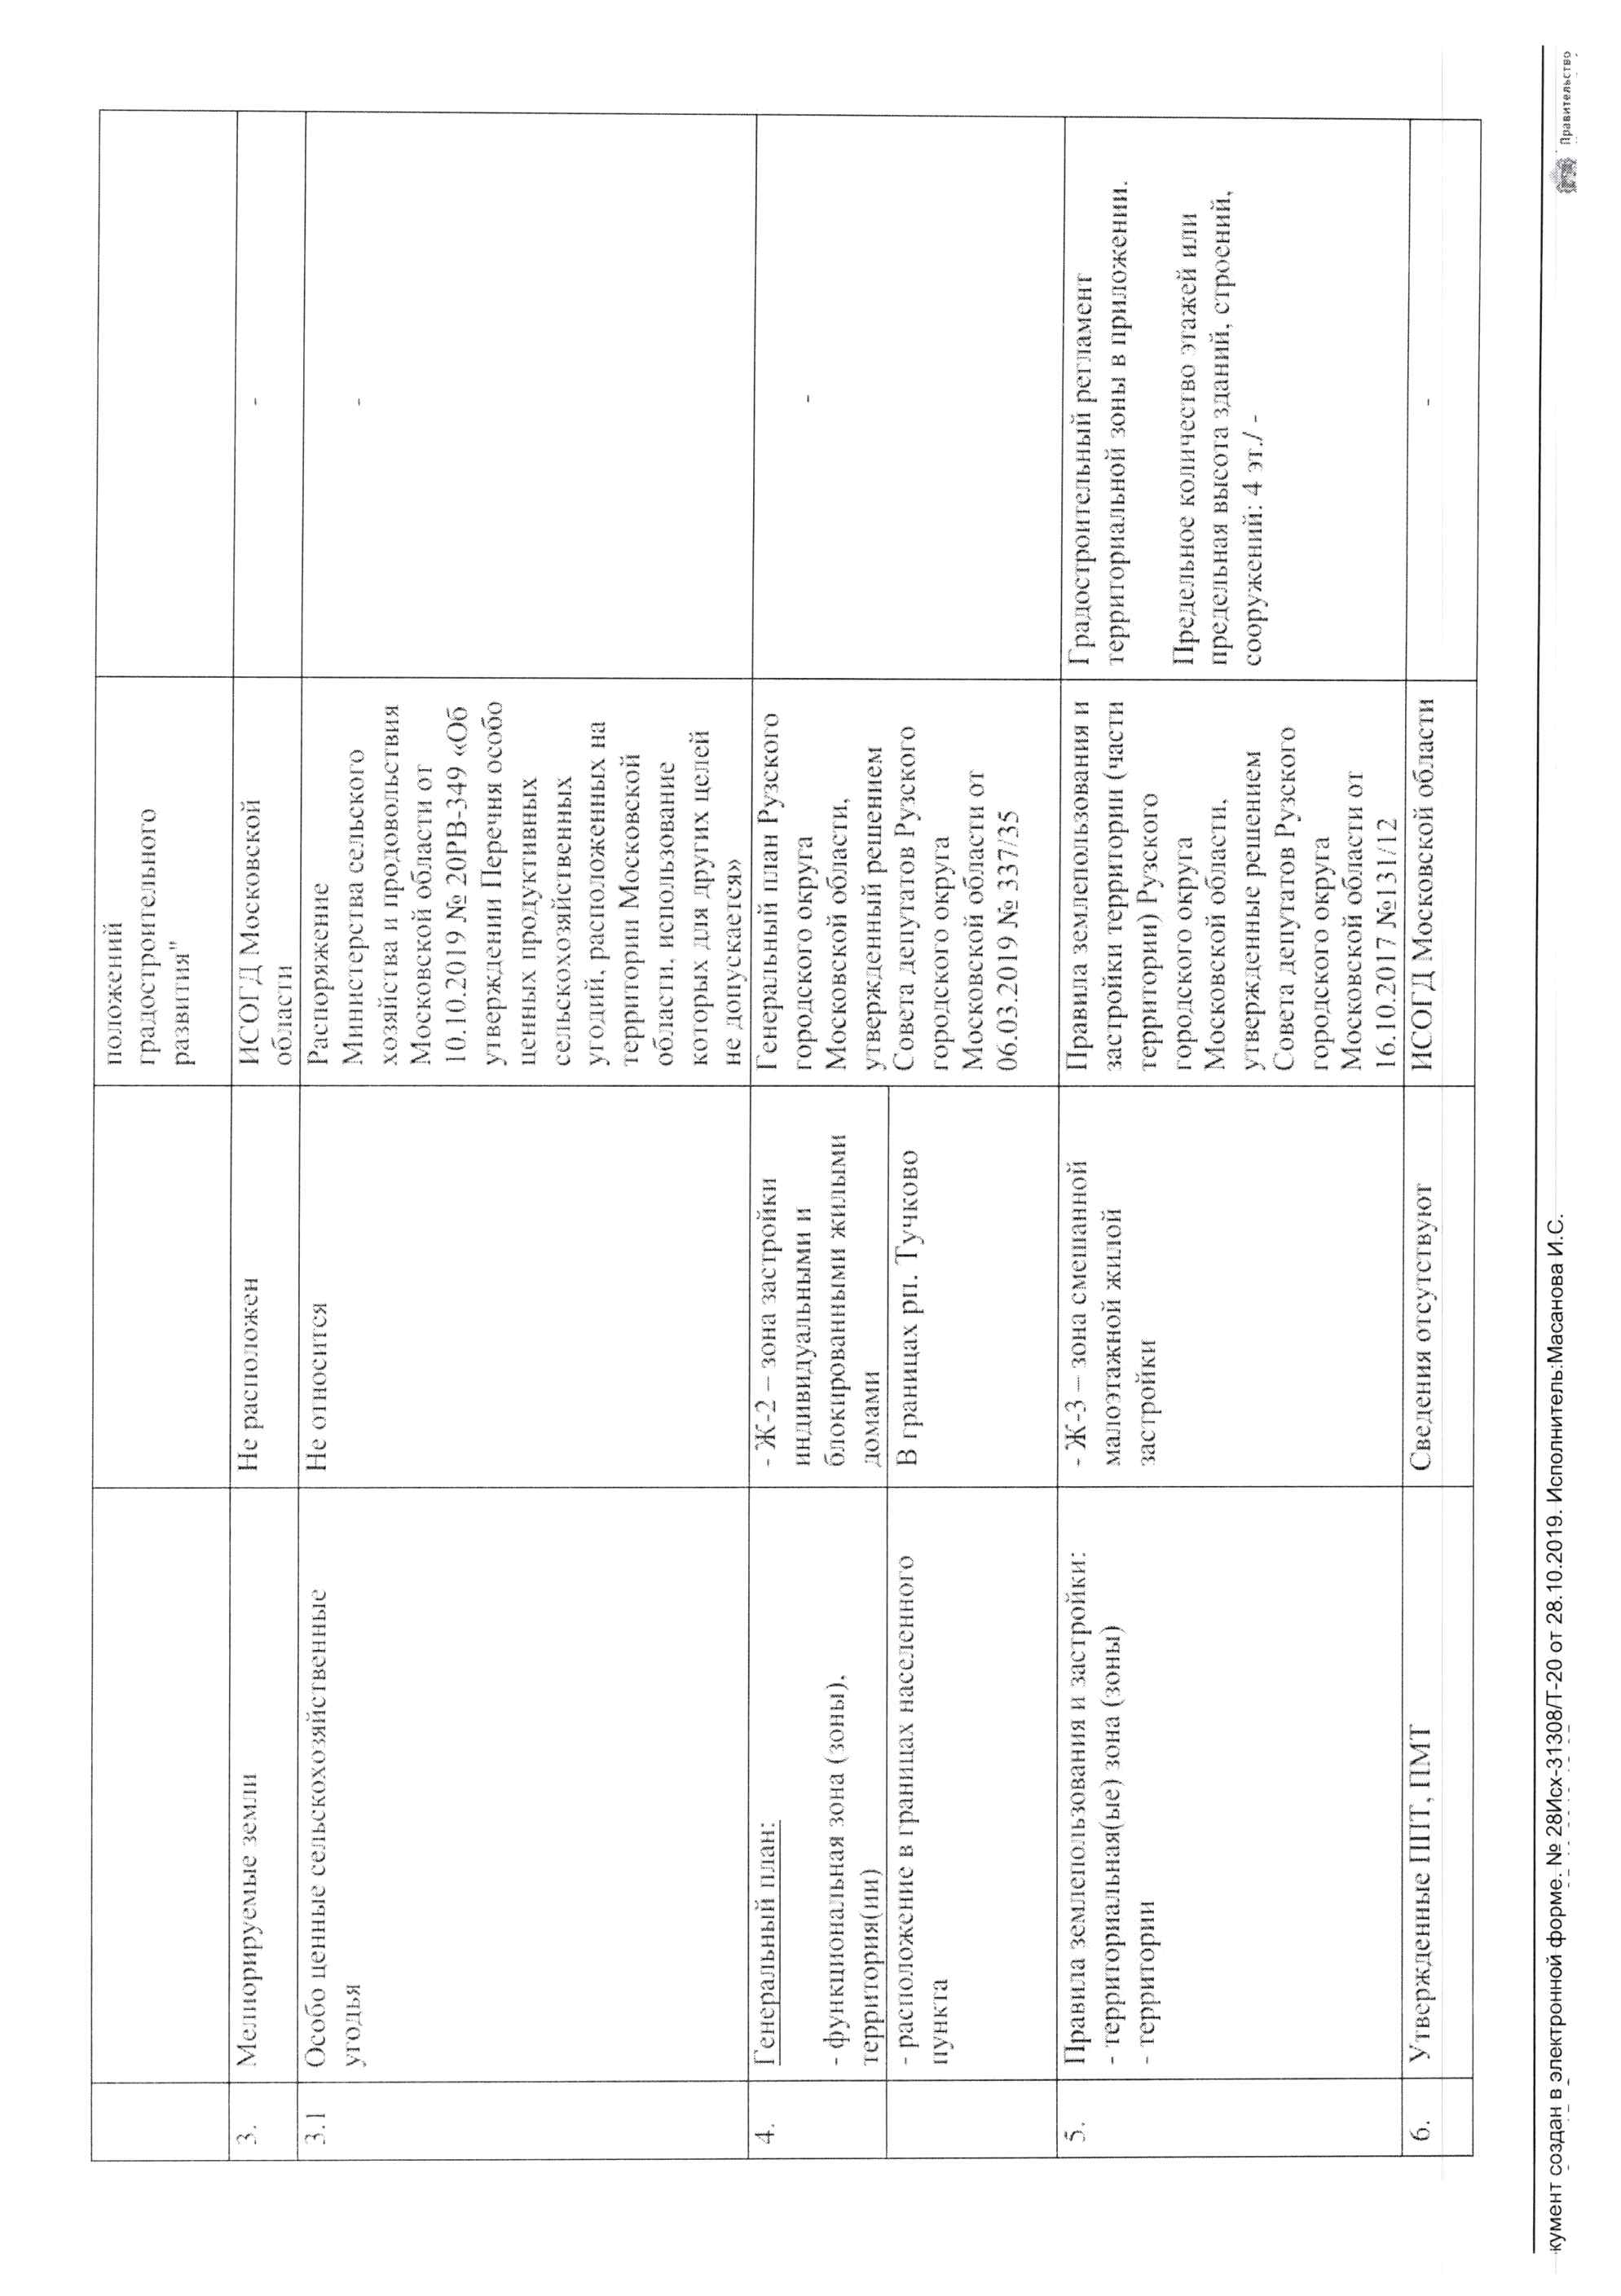 положений
градостроительного
развития"
3.
Мелиорируемые земли
Не расположен
ИСОГД Московской
области
-
3.1
Особо ценные сельскохозяйственные
угодья
Не относится
Распоряжение
Министерства сельского
хозяйства и продовольствия
Московской области от
10.10.2019 № 20РВ-349 «Об
утверждении Перечня особо
ценных продуктивных
сельскохозяйственных
угодий, расположенных на
территории Московской
области, использование
которых для других целей
не допускается»
-
4.
Генеральный план:
- функциональная зона (зоны),
территория(ии)
- Ж-2 – зона застройки
индивидуальными и
блокированными жилыми
домами
- расположение в границах населенного
пункта
В границах рп. Тучково
Генеральный план Рузского
городского округа
Московской области,
утвержденный решением
Совета депутатов Рузского
городского округа
Московской области от
06.03.2019 № 337/35
-
5.
Правила землепользования и застройки:
- территориальная(ые) зона (зоны)
- территории
- Ж-3 – зона смешанной
малоэтажной жилой
застройки
Правила землепользования и
застройки территории (части
территории) Рузского
городского округа
Московской области,
утвержденные решением
Совета депутатов Рузского
городского округа
Московской области от
16.10.2017 №131/12
Градостроительный регламент
территориальной зоны в приложении.
Предельное количество этажей или
предельная высота зданий, строений,
сооружений: 4 эт./ -
6.
Утвержденные ППТ, ПМТ
Сведения отсутствуют
ИСОГД Московской области
-
кумент создан в электронной форме. № 28Исх-31308/Т-20 от 28.10.2019. Исполнитель:Масанова И.С.
Правительство